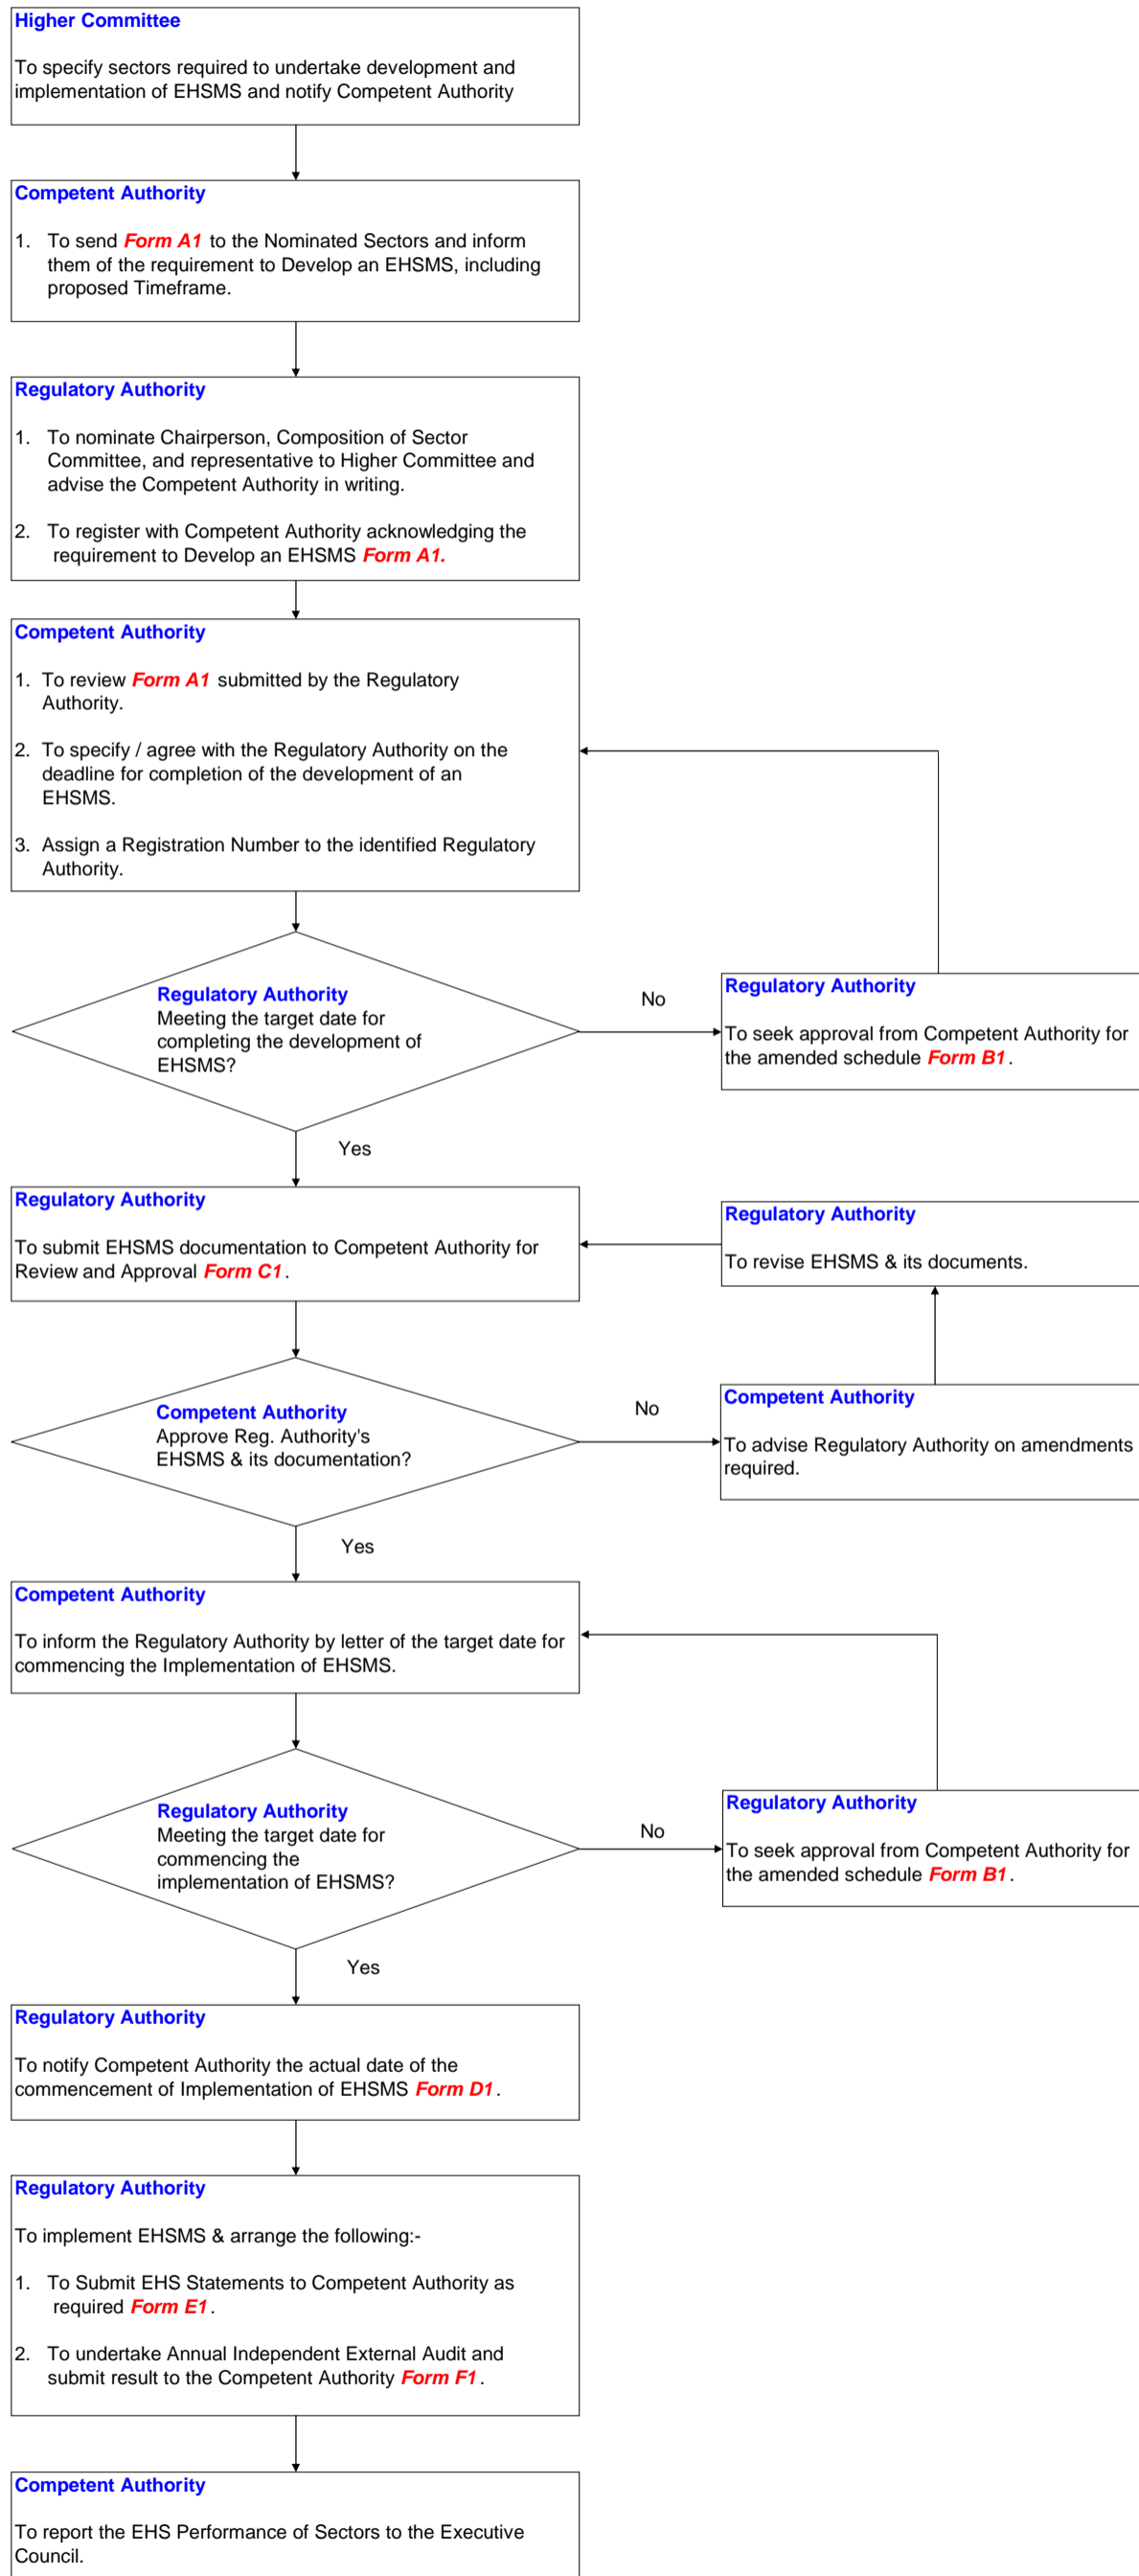 Higher Committee
To specify sectors required to undertake development and
implementation of EHSMS and notify Competent Authority
Competent Authority
1. To send Form A1 to the Nominated Sectors and inform
them of the requirement to Develop an EHSMS, including
proposed Timeframe.
Regulatory Authority
1. To nominate Chairperson, Composition of Sector
Committee, and representative to Higher Committee and
advise the Competent Authority in writing.
2. To register with Competent Authority acknowledging the
requirement to Develop an EHSMS Form A1.
Competent Authority
1. To review Form A1 submitted by the Regulatory
Authority.
2. To specify / agree with the Regulatory Authority on the
deadline for completion of the development of an
EHSMS.
3. Assign a Registration Number to the identified Regulatory
Authority.
Regulatory Authority
Meeting the target date for
completing the development of
EHSMS?
No
Regulatory Authority
To seek approval from Competent Authority for
the amended schedule Form B1.
Yes
Regulatory Authority
To submit EHSMS documentation to Competent Authority for
Review and Approval Form C1.
Regulatory Authority
To revise EHSMS & its documents.
Competent Authority
Approve Reg. Authority's
EHSMS & its documentation?
No
Competent Authority
To advise Regulatory Authority on amendments
required.
Yes
Competent Authority
To inform the Regulatory Authority by letter of the target date for
commencing the Implementation of EHSMS.
Regulatory Authority
Meeting the target date for
commencing the
implementation of EHSMS?
No
Regulatory Authority
To seek approval from Competent Authority for
the amended schedule Form B1.
Yes
Regulatory Authority
To notify Competent Authority the actual date of the
commencement of Implementation of EHSMS Form D1.
Regulatory Authority
To implement EHSMS & arrange the following:-
1. To Submit EHS Statements to Competent Authority as
required Form E1.
2. To undertake Annual Independent External Audit and
submit result to the Competent Authority Form F1.
Competent Authority
To report the EHS Performance of Sectors to the Executive
Council.